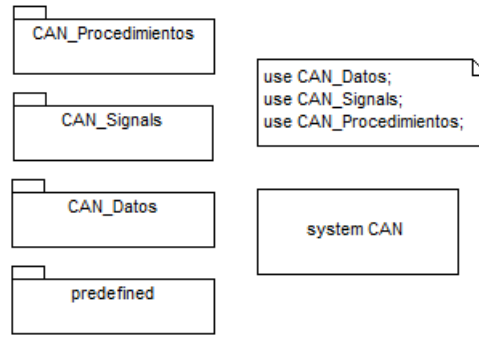 CAN_Procedimientos
CAN_Signals
CAN_Datos
predefined
use CAN_Datos;
use CAN_Signals;
use CAN_Procedimientos;
system CAN